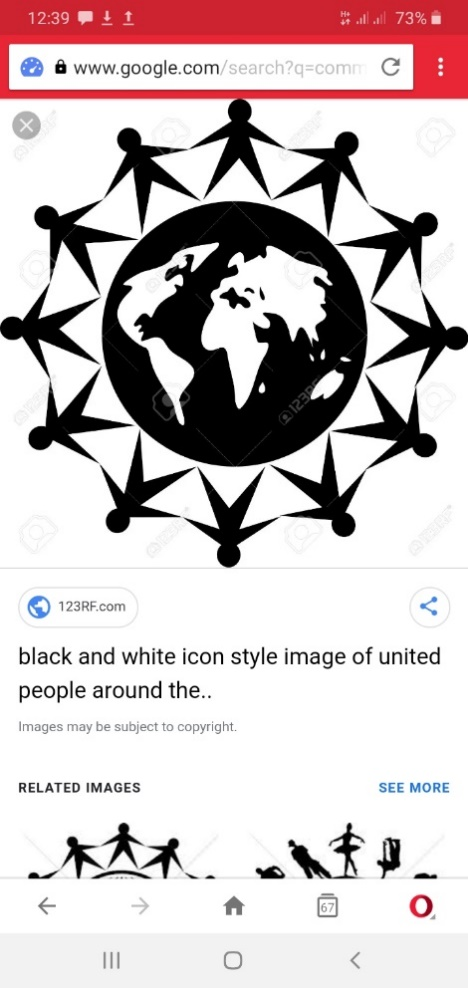 12:39 73%
www.google.com/search?q=comm
123RF
123RF.com
black and white icon style image of united
people around the..
Images may be subject to copyright.
RELATED IMAGES SEE MORE
67